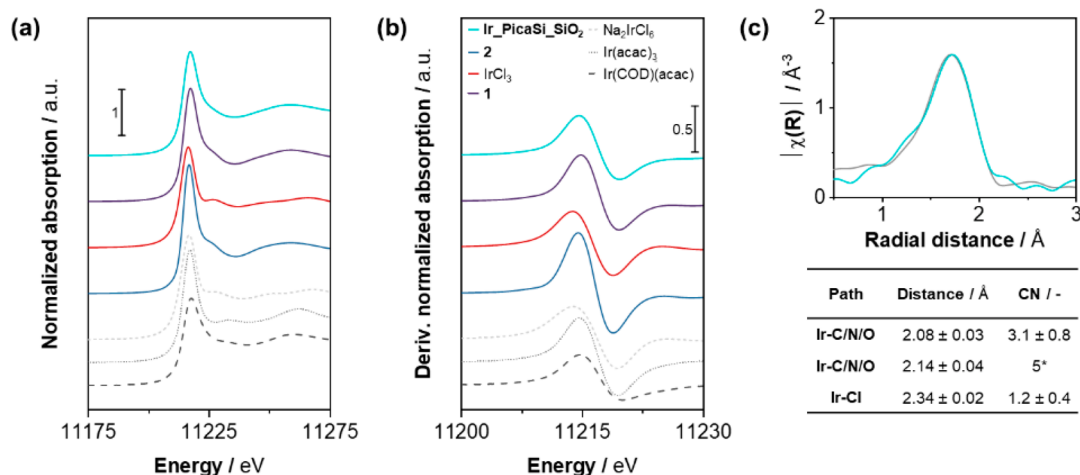 (a)
Normalized absorption / a.u.
1
11175 11225 11275
Energy / eV
(b)
Deriv. normalized absorption / a.u.
Ir_PicaSi_SiO₂
2
IrCl₃
1
Na₂IrCl₆
Ir(acac)₃
Ir(COD)(acac)
0.5
11200 11215 11230
Energy / eV
(c)
|χ(R)| / Å⁻³
2
1
0
1 2 3
Radial distance / Å
Path Distance / Å CN / -
Ir-C/N/O 2.08 ± 0.03 3.1 ± 0.8
Ir-C/N/O 2.14 ± 0.04 5*
Ir-Cl 2.34 ± 0.02 1.2 ± 0.4